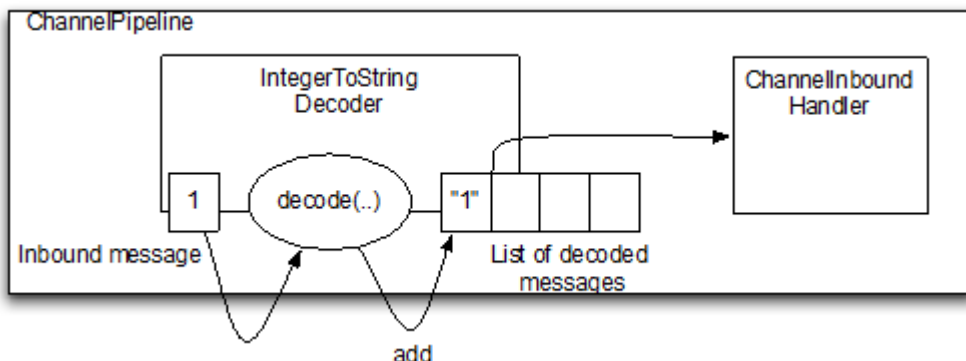 ChannelPipeline
IntegerToString
Decoder
ChannelInbound
Handler
1
decode(..)
"1"
Inbound message
List of decoded
messages
add